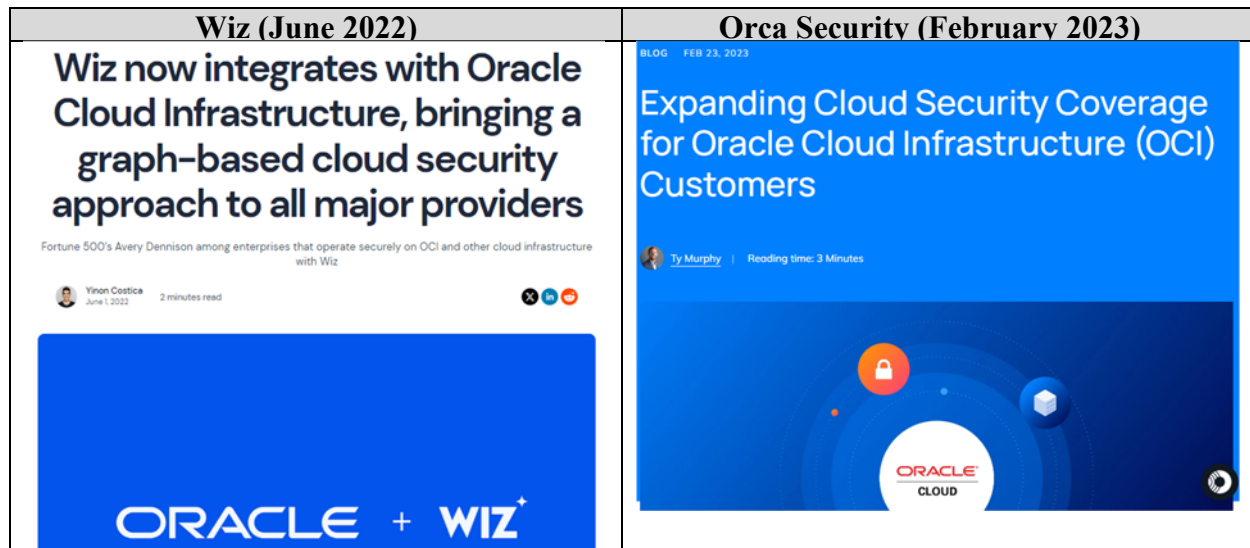 Wiz (June 2022)
Wiz now integrates with Oracle
Cloud Infrastructure, bringing a
graph-based cloud security
approach to all major providers
Fortune 500's Avery Dennison among enterprises that operate securely on OCI and other cloud infrastructure
with Wiz
Yinon Costica
June 1, 2022
2 minutes read
ORACLE + WIZ
Orca Security (February 2023)
BLOG FEB 23, 2023
Expanding Cloud Security Coverage
for Oracle Cloud Infrastructure (OCI)
Customers
Ty Murphy | Reading time: 3 Minutes
ORACLE
CLOUD